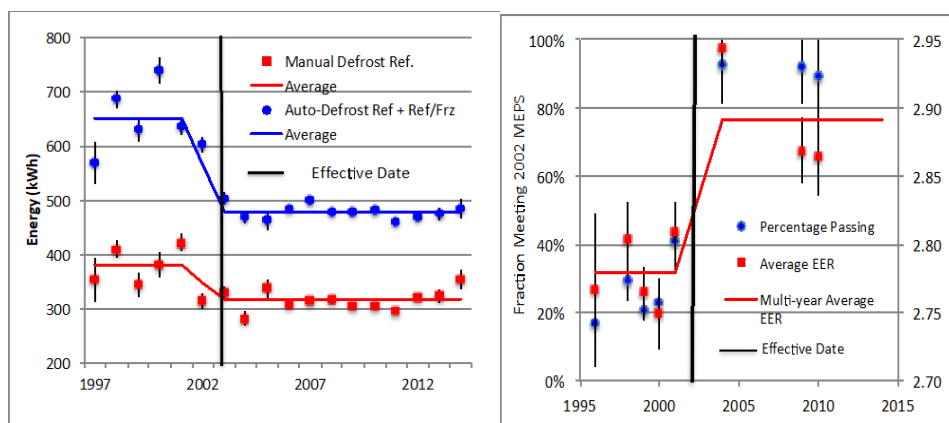 800
700
600
500
400
300
200
Energy (kWh)
1997
2002
2007
2012
Manual Defrost Ref.
Average
Auto-Defrost Ref + Ref/Frz
Average
Effective Date
100%
80%
60%
40%
20%
0%
Fraction Meeting 2002 MEPS
1995
2000
2005
2010
2015
2.95
2.90
2.85
2.80
2.75
2.70
Percentage Passing
Average EER
Multi-year Average
EER
Effective Date